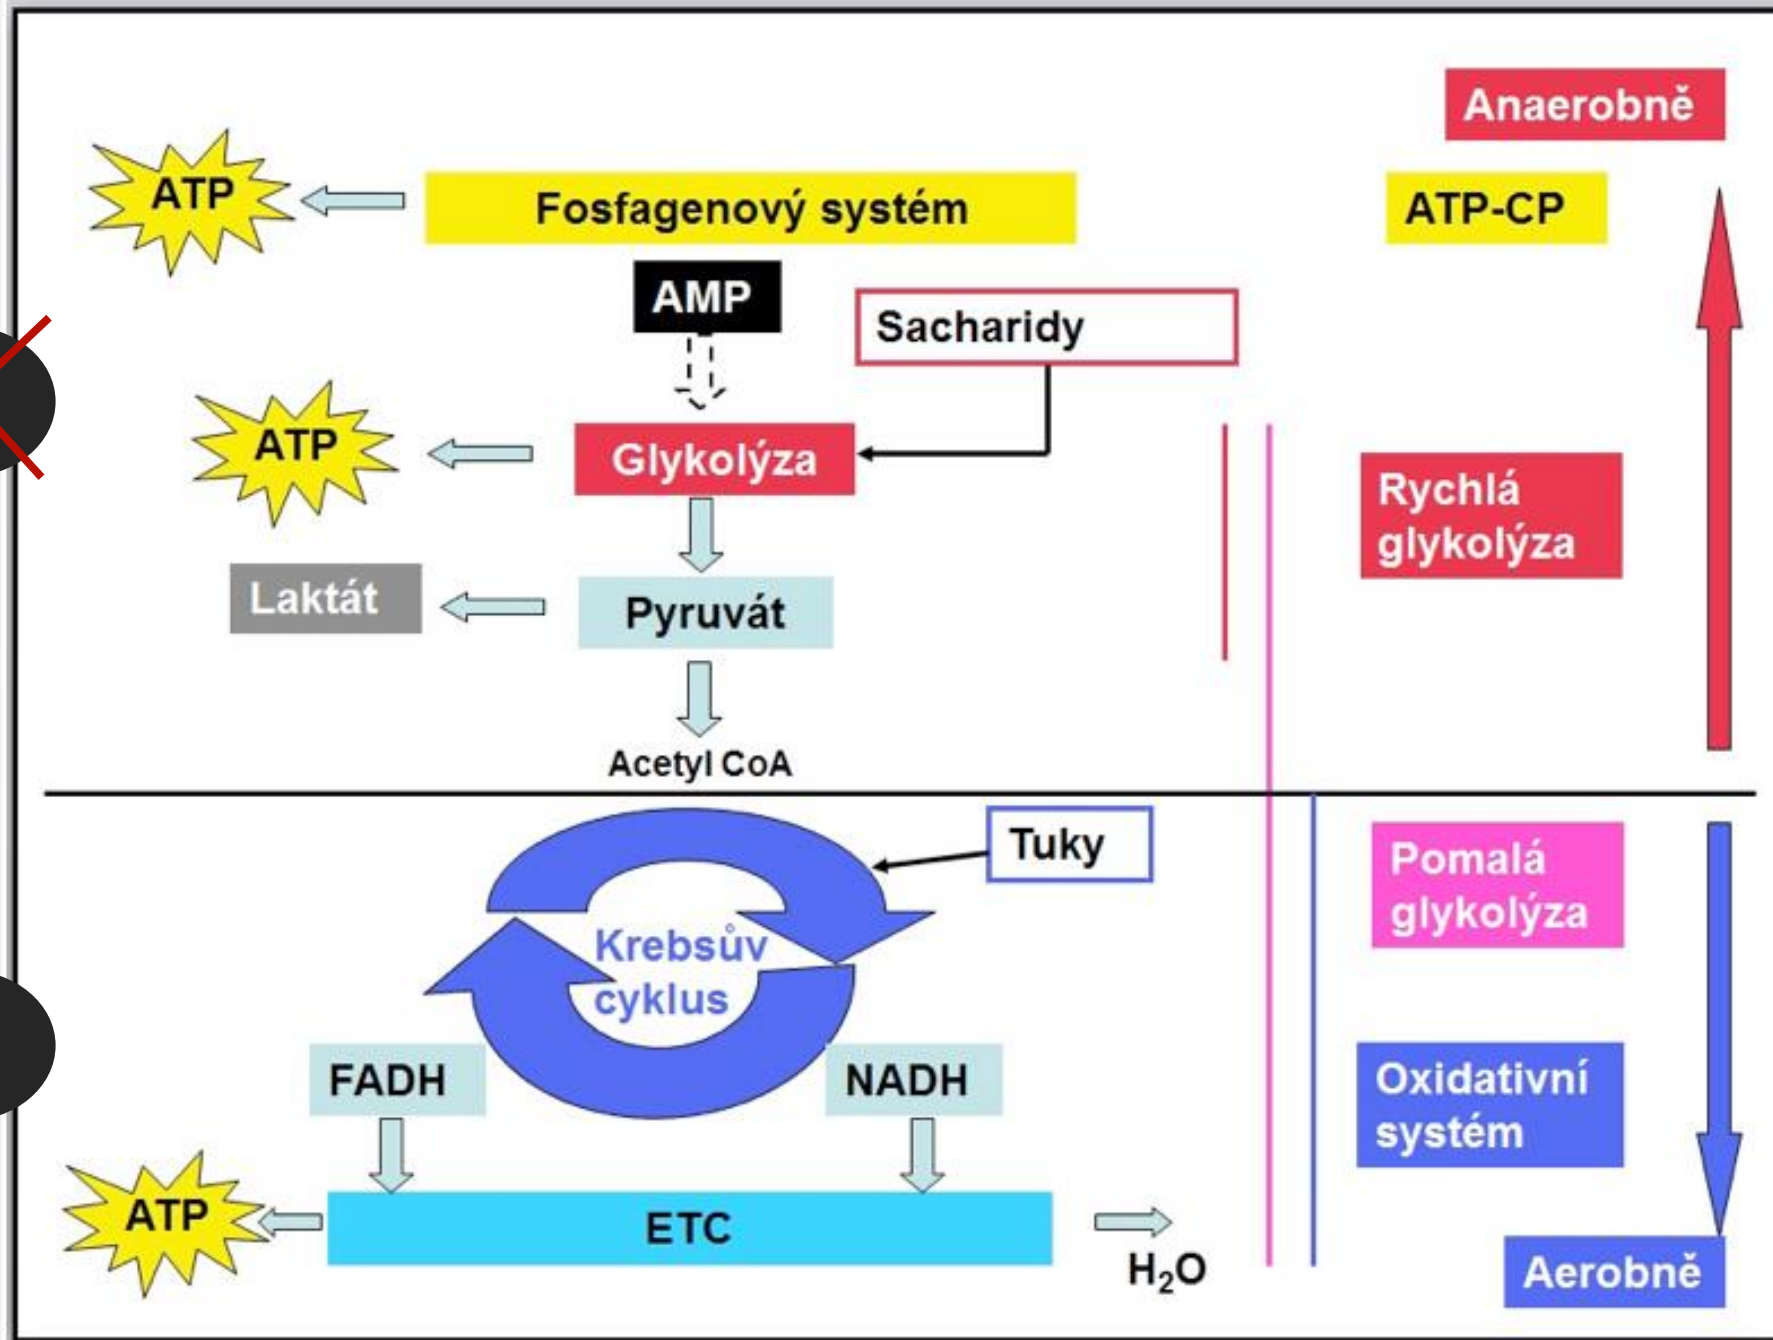 Anaerobně
ATP
Fosfagenový systém
ATP-CP
AMP
Sacharidy
ATP
Glykolýza
Rychlá
glykolýza
Laktát
Pyruvát
Acetyl CoA
Tuky
Pomalá
glykolýza
Krebsův
cyklus
FADH
NADH
Oxidativní
systém
ATP
ETC
H₂O
Aerobně